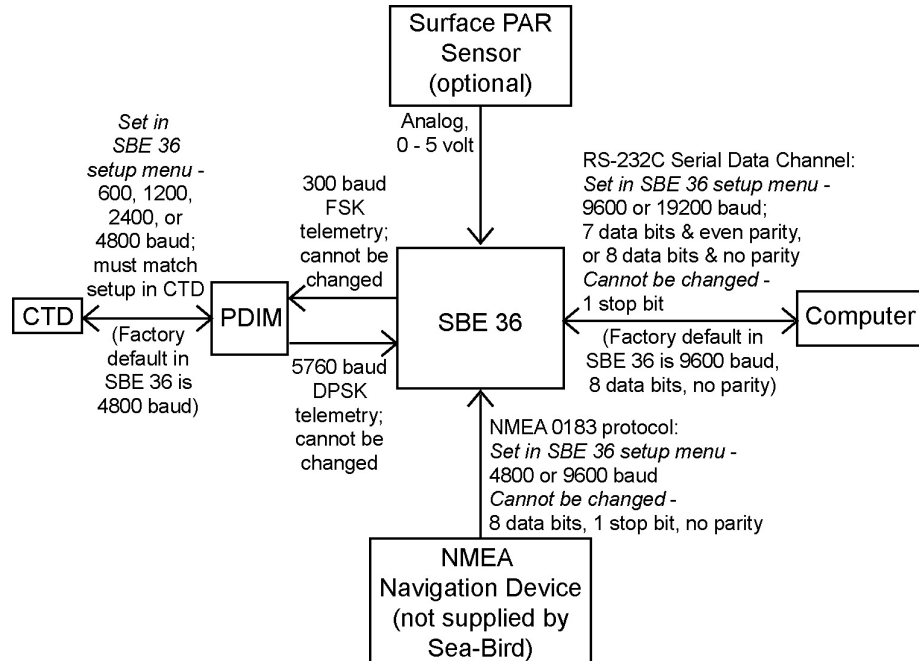 Surface PAR
Sensor
(optional)
Analog,
0 - 5 volt
Set in
SBE 36
setup menu -
600, 1200,
2400, or
4800 baud;
must match
setup in CTD
300 baud
FSK
telemetry;
cannot be
changed
RS-232C Serial Data Channel:
Set in SBE 36 setup menu -
9600 or 19200 baud;
7 data bits & even parity,
or 8 data bits & no parity
Cannot be changed -
1 stop bit
CTD
PDIM
SBE 36
Computer
(Factory
default in
SBE 36 is
4800 baud)
5760 baud
DPSK
telemetry;
cannot be
changed
(Factory default in
SBE 36 is 9600 baud,
8 data bits, no parity)
NMEA 0183 protocol:
Set in SBE 36 setup menu -
4800 or 9600 baud
Cannot be changed -
8 data bits, 1 stop bit, no parity
NMEA
Navigation Device
(not supplied by
Sea-Bird)